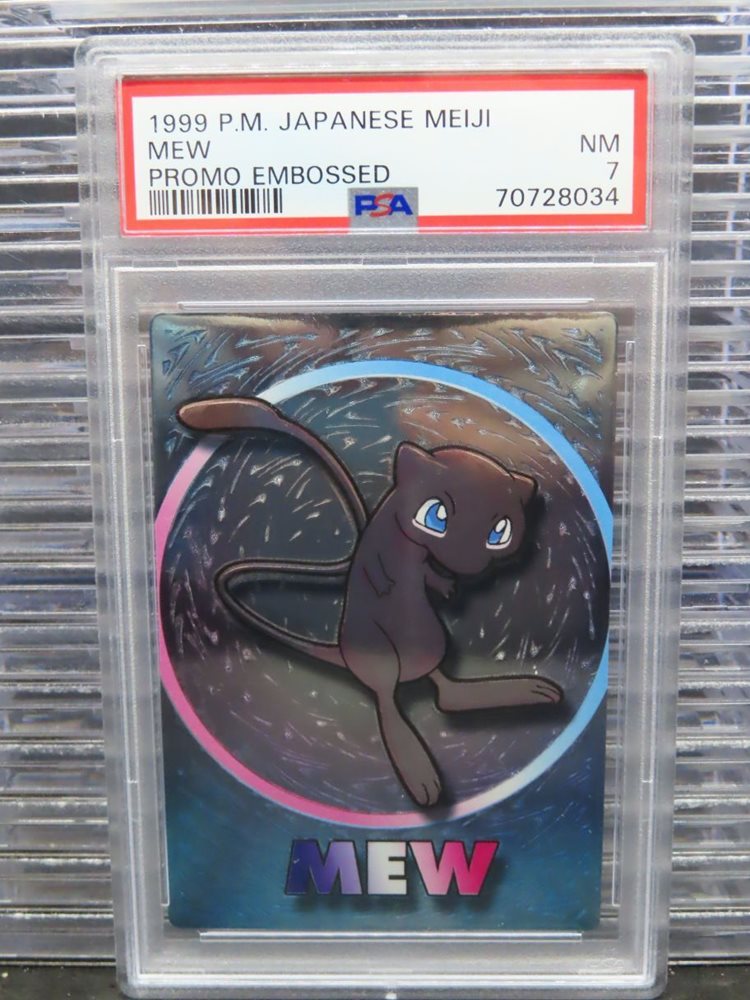 1999 P.M. JAPANESE MEIJI
MEW
NM
PROMO EMBOSSED
7
PSA
70728034
MEW